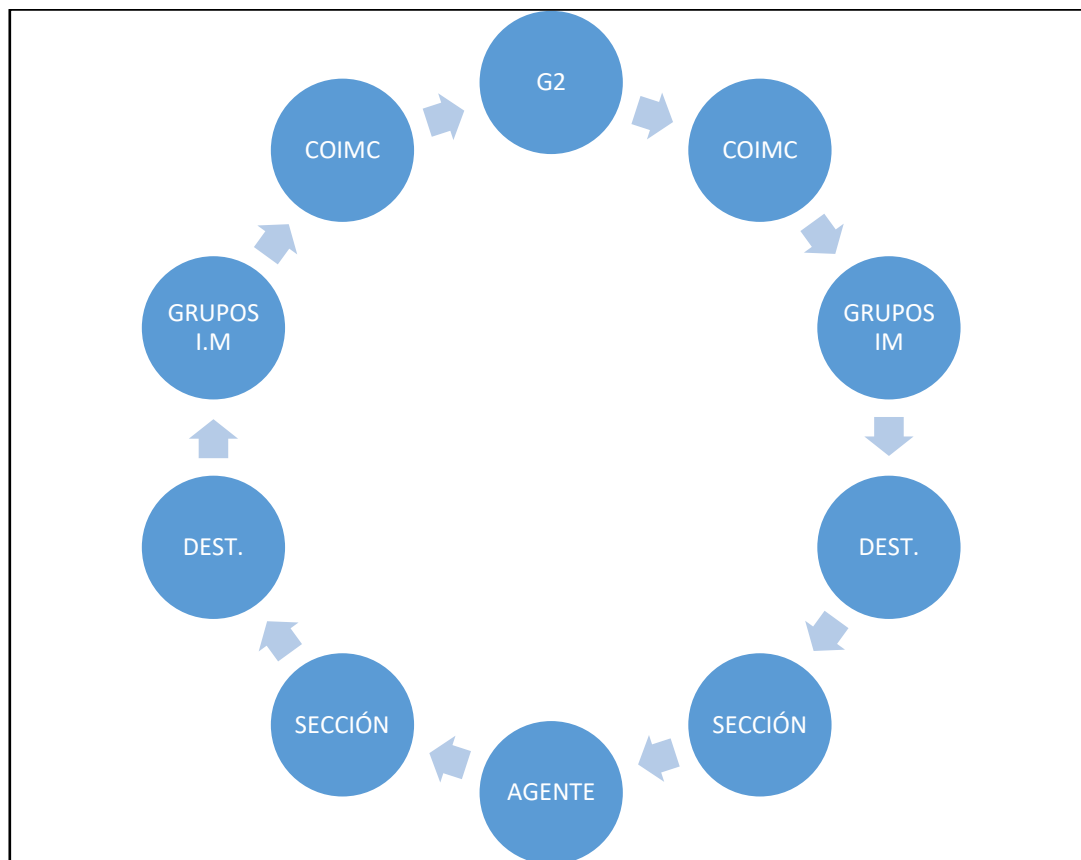 G2
COIMC
GRUPOS
IM
DEST.
SECCIÓN
AGENTE
SECCIÓN
DEST.
GRUPOS
I.M
COIMC